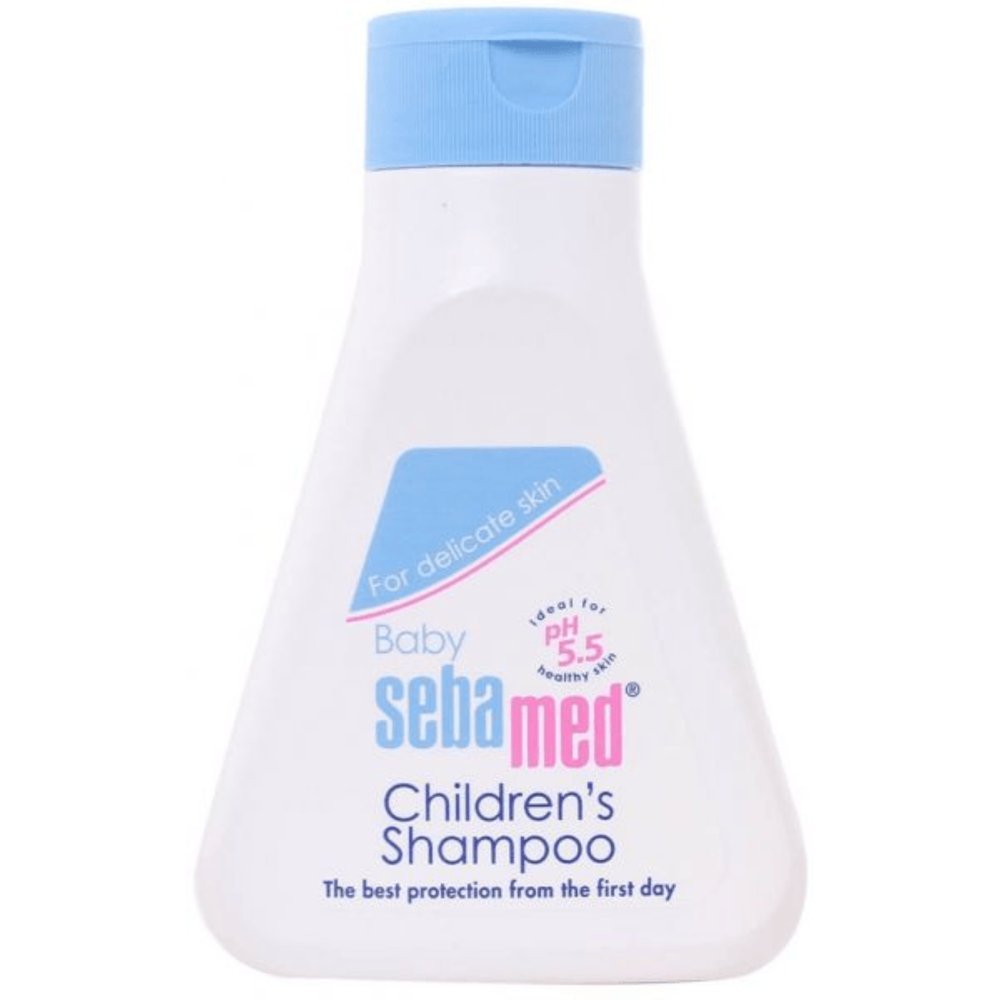 For delicate skin
Baby
ideal for
pH
5.5
healthy skin
sebamed®
Children's
Shampoo
The best protection from the first day